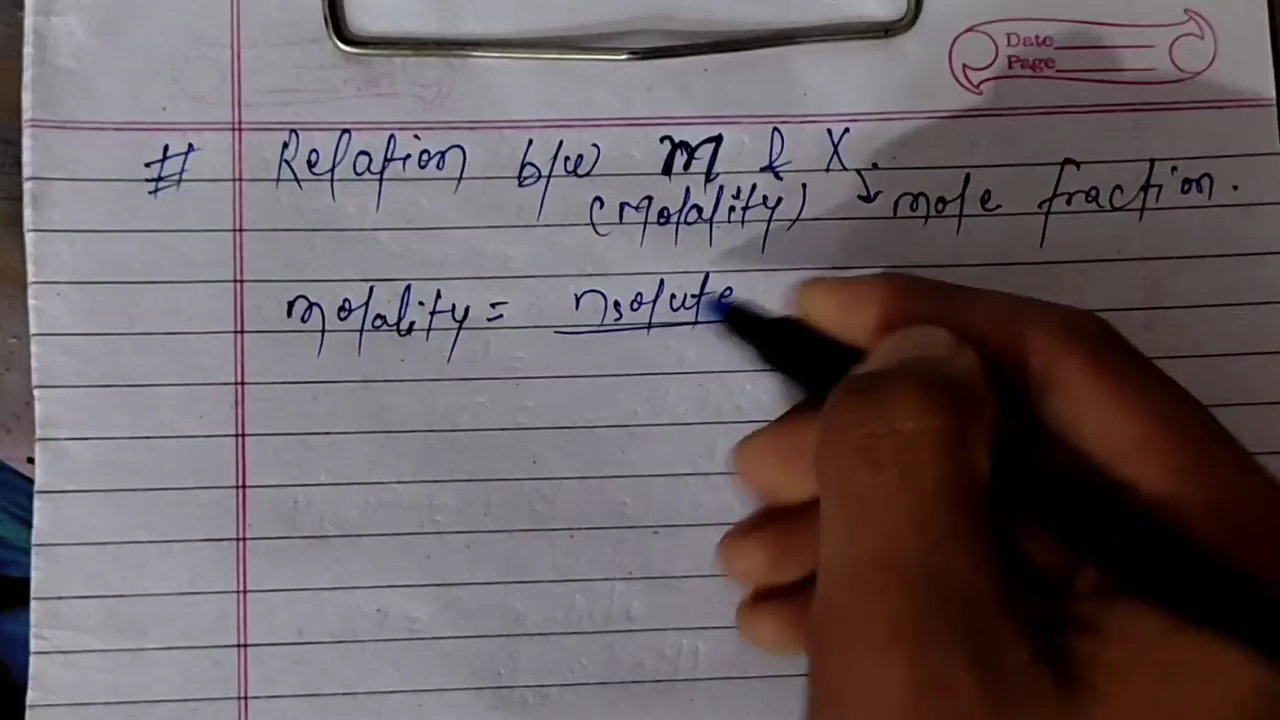 Date
Page
# Relation b/w m & X.
(Molality) ↓ mole fraction.
molality = nsolute